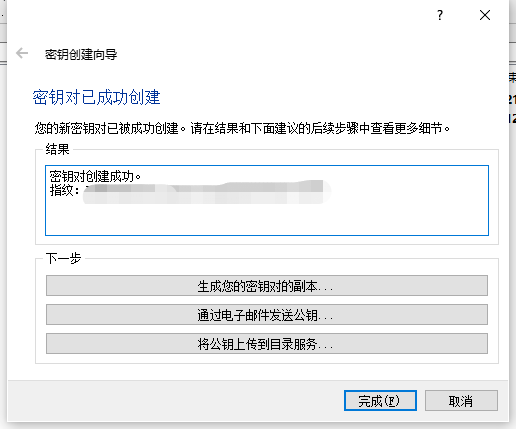 ?
密钥创建向导
密钥对已成功创建
您的新密钥对已被成功创建。请在结果和下面建议的后续步骤中查看更多细节。
结果
密钥对创建成功。
指纹:
下一步
生成您的密钥对的副本...
通过电子邮件发送公钥...
将公钥上传到目录服务...
完成(F)
取消